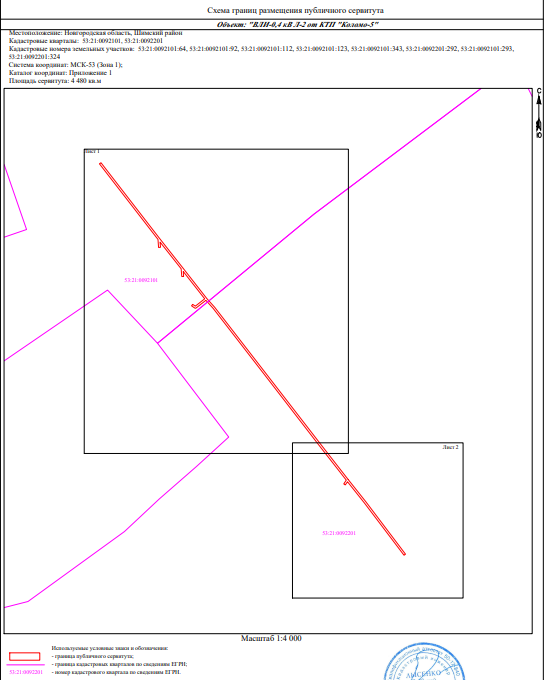 Схема границ размещения публичного сервитута
Объект: "ВЛИ-0,4 кВ Л-2 от КТП "Коломо-5"
Местоположение: Новгородская область, Шимский район
Кадастровые кварталы: 53:21:0092101, 53:21:0092201
Кадастровые номера земельных участков: 53:21:0092101:64, 53:21:0092101:92, 53:21:0092101:112, 53:21:0092101:123, 53:21:0092101:343, 53:21:0092201:292, 53:21:0092101:293,
53:21:0092201:324
Система координат: МСК-53 (Зона 1);
Каталог координат: Приложение 1
Площадь сервитута: 4 480 кв.м
С
Ю
Лист 1
53:21:0092101
Лист 2
53:21:0092201
Масштаб 1:4 000
Используемые условные знаки и обозначения:
- граница публичного сервитута;
- граница кадастровых кварталов по сведениям ЕГРН;
53:21:0092201 - номер кадастрового квартала по сведениям ЕГРН.
ЛЫСЕНКО